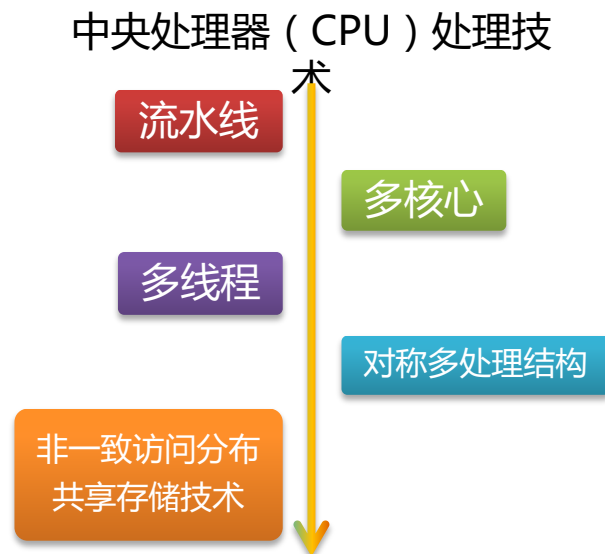 中央处理器（CPU）处理技
术
流水线
多核心
多线程
对称多处理结构
非一致访问分布
共享存储技术